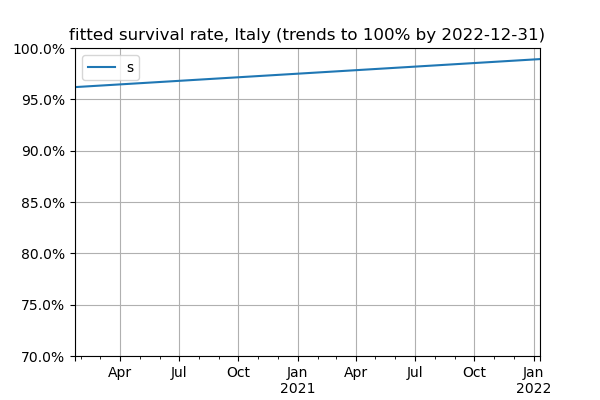 fitted survival rate, Italy (trends to 100% by 2022-12-31)
100.0%
s
95.0%
90.0%
85.0%
80.0%
75.0%
70.0%
Apr Jul Oct Jan Apr Jul Oct Jan
2021 2022